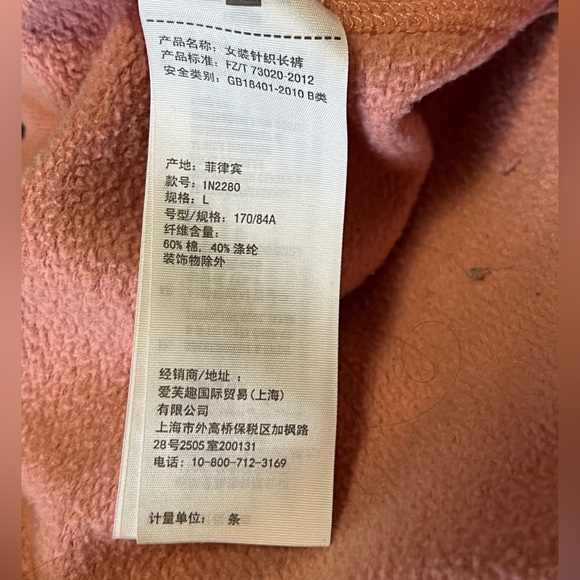 产品名称: 女装针织长裤
产品标准: FZ/T 73020-2012
安全类别: GB18401-2010 B类
产地: 菲律宾
款号: 1N2280
规格: L
号型/规格: 170/84A
纤维含量:
60% 棉, 40% 涤纶
装饰物除外
经销商/地址 :
爱芙趣国际贸易(上海)
有限公司
上海市外高桥保税区加枫路
28号2505室200131
电话: 10-800-712-3169
计量单位: 条